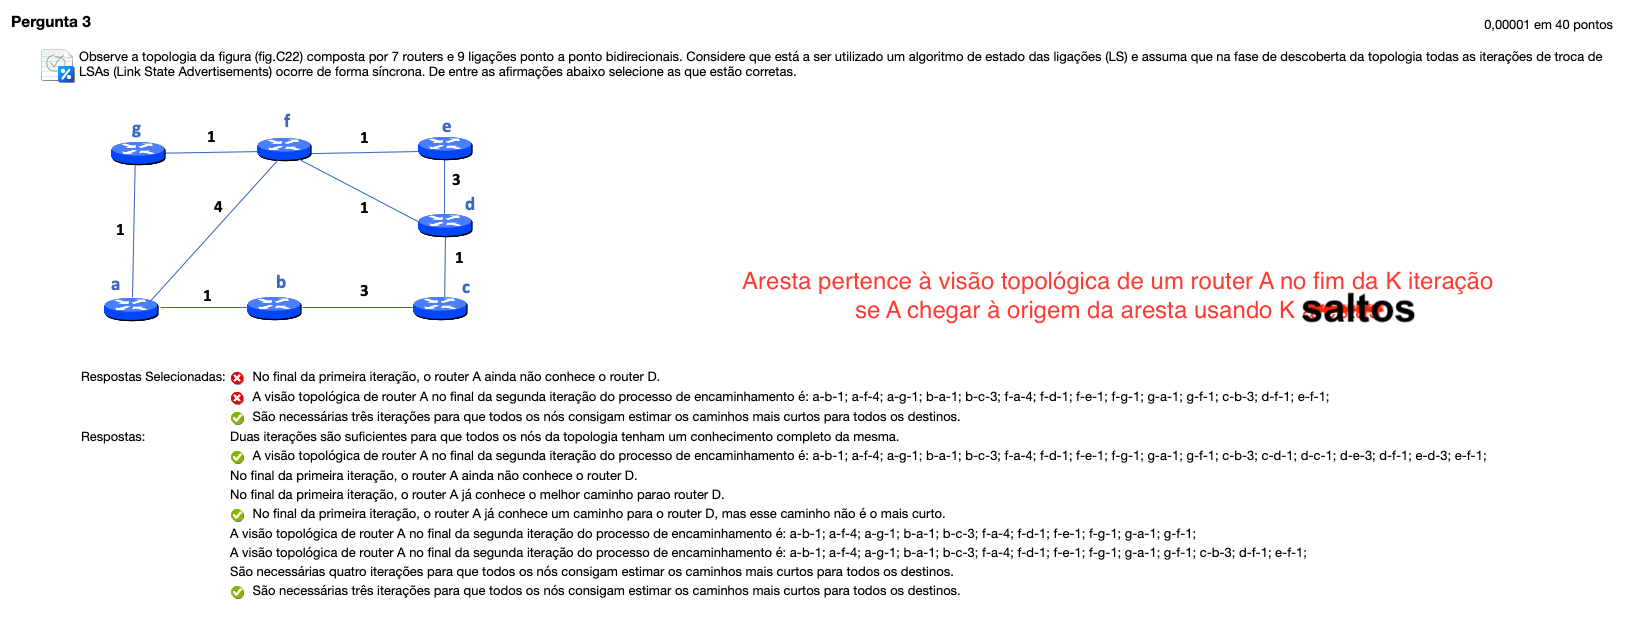 Pergunta 3
0,00001 em 40 pontos
Observe a topologia da figura (fig.C22) composta por 7 routers e 9 ligações ponto a ponto bidirecionais. Considere que está a ser utilizado um algoritmo de estado das ligações (LS) e assuma que na fase de descoberta da topologia todas as iterações de troca de
LSAs (Link State Advertisements) ocorre de forma síncrona. De entre as afirmações abaixo selecione as que estão corretas.
g 1 f 1 e
3
4 1 d
1
1
a 1 b 3 c
Aresta pertence à visão topológica de um router A no fim da K iteração
se A chegar à origem da aresta usando K saltos
Respostas Selecionadas: No final da primeira iteração, o router A ainda não conhece o router D.
A visão topológica de router A no final da segunda iteração do processo de encaminhamento é: a-b-1; a-f-4; a-g-1; b-a-1; b-c-3; f-a-4; f-d-1; f-e-1; f-g-1; g-a-1; g-f-1; c-b-3; d-f-1; e-f-1;
São necessárias três iterações para que todos os nós consigam estimar os caminhos mais curtos para todos os destinos.
Respostas: Duas iterações são suficientes para que todos os nós da topologia tenham um conhecimento completo da mesma.
A visão topológica de router A no final da segunda iteração do processo de encaminhamento é: a-b-1; a-f-4; a-g-1; b-a-1; b-c-3; f-a-4; f-d-1; f-e-1; f-g-1; g-a-1; g-f-1; c-b-3; c-d-1; d-c-1; d-e-3; d-f-1; e-d-3; e-f-1;
No final da primeira iteração, o router A ainda não conhece o router D.
No final da primeira iteração, o router A já conhece o melhor caminho parao router D.
No final da primeira iteração, o router A já conhece um caminho para o router D, mas esse caminho não é o mais curto.
A visão topológica de router A no final da segunda iteração do processo de encaminhamento é: a-b-1; a-f-4; a-g-1; b-a-1; b-c-3; f-a-4; f-d-1; f-e-1; f-g-1; g-a-1; g-f-1;
A visão topológica de router A no final da segunda iteração do processo de encaminhamento é: a-b-1; a-f-4; a-g-1; b-a-1; b-c-3; f-a-4; f-d-1; f-e-1; f-g-1; g-a-1; g-f-1; c-b-3; d-f-1; e-f-1;
São necessárias quatro iterações para que todos os nós consigam estimar os caminhos mais curtos para todos os destinos.
São necessárias três iterações para que todos os nós consigam estimar os caminhos mais curtos para todos os destinos.